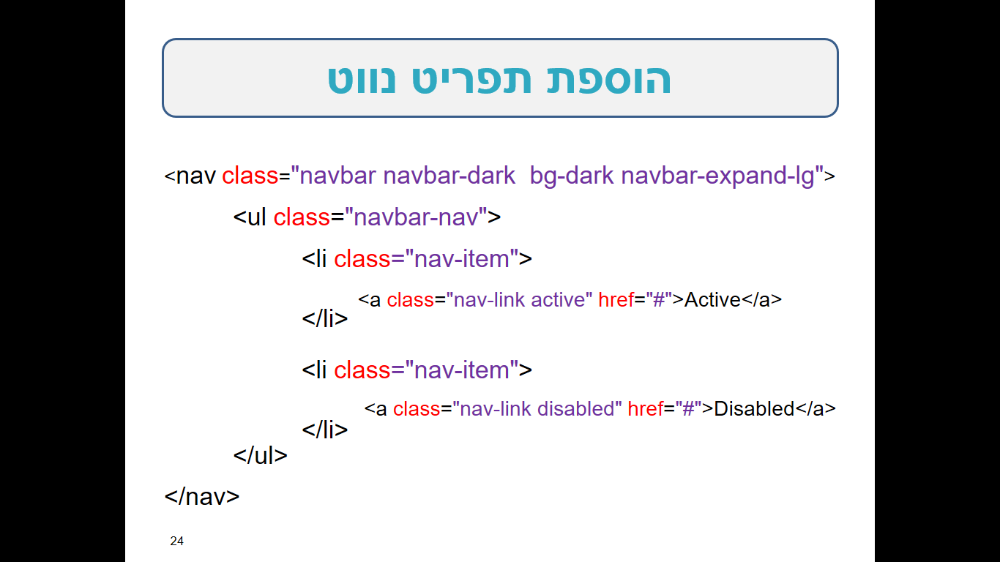 הוספת תפריט נווט
<nav class="navbar navbar-dark  bg-dark navbar-expand-lg">
<ul class="navbar-nav">
<li class="nav-item">
<a class="nav-link active" href="#">Active</a>
</li>
<li class="nav-item">
<a class="nav-link disabled" href="#">Disabled</a>
</li>
</ul>
</nav>
24